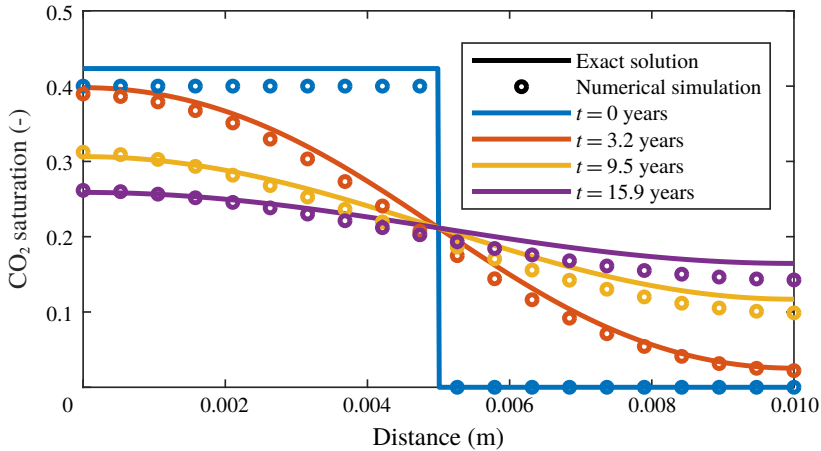 0.5
0.4
0.3
0.2
0.1
CO₂ saturation (-)
0
0.002
0.004
0.006
0.008
0.010
Distance (m)
Exact solution
Numerical simulation
t = 0 years
t = 3.2 years
t = 9.5 years
t = 15.9 years